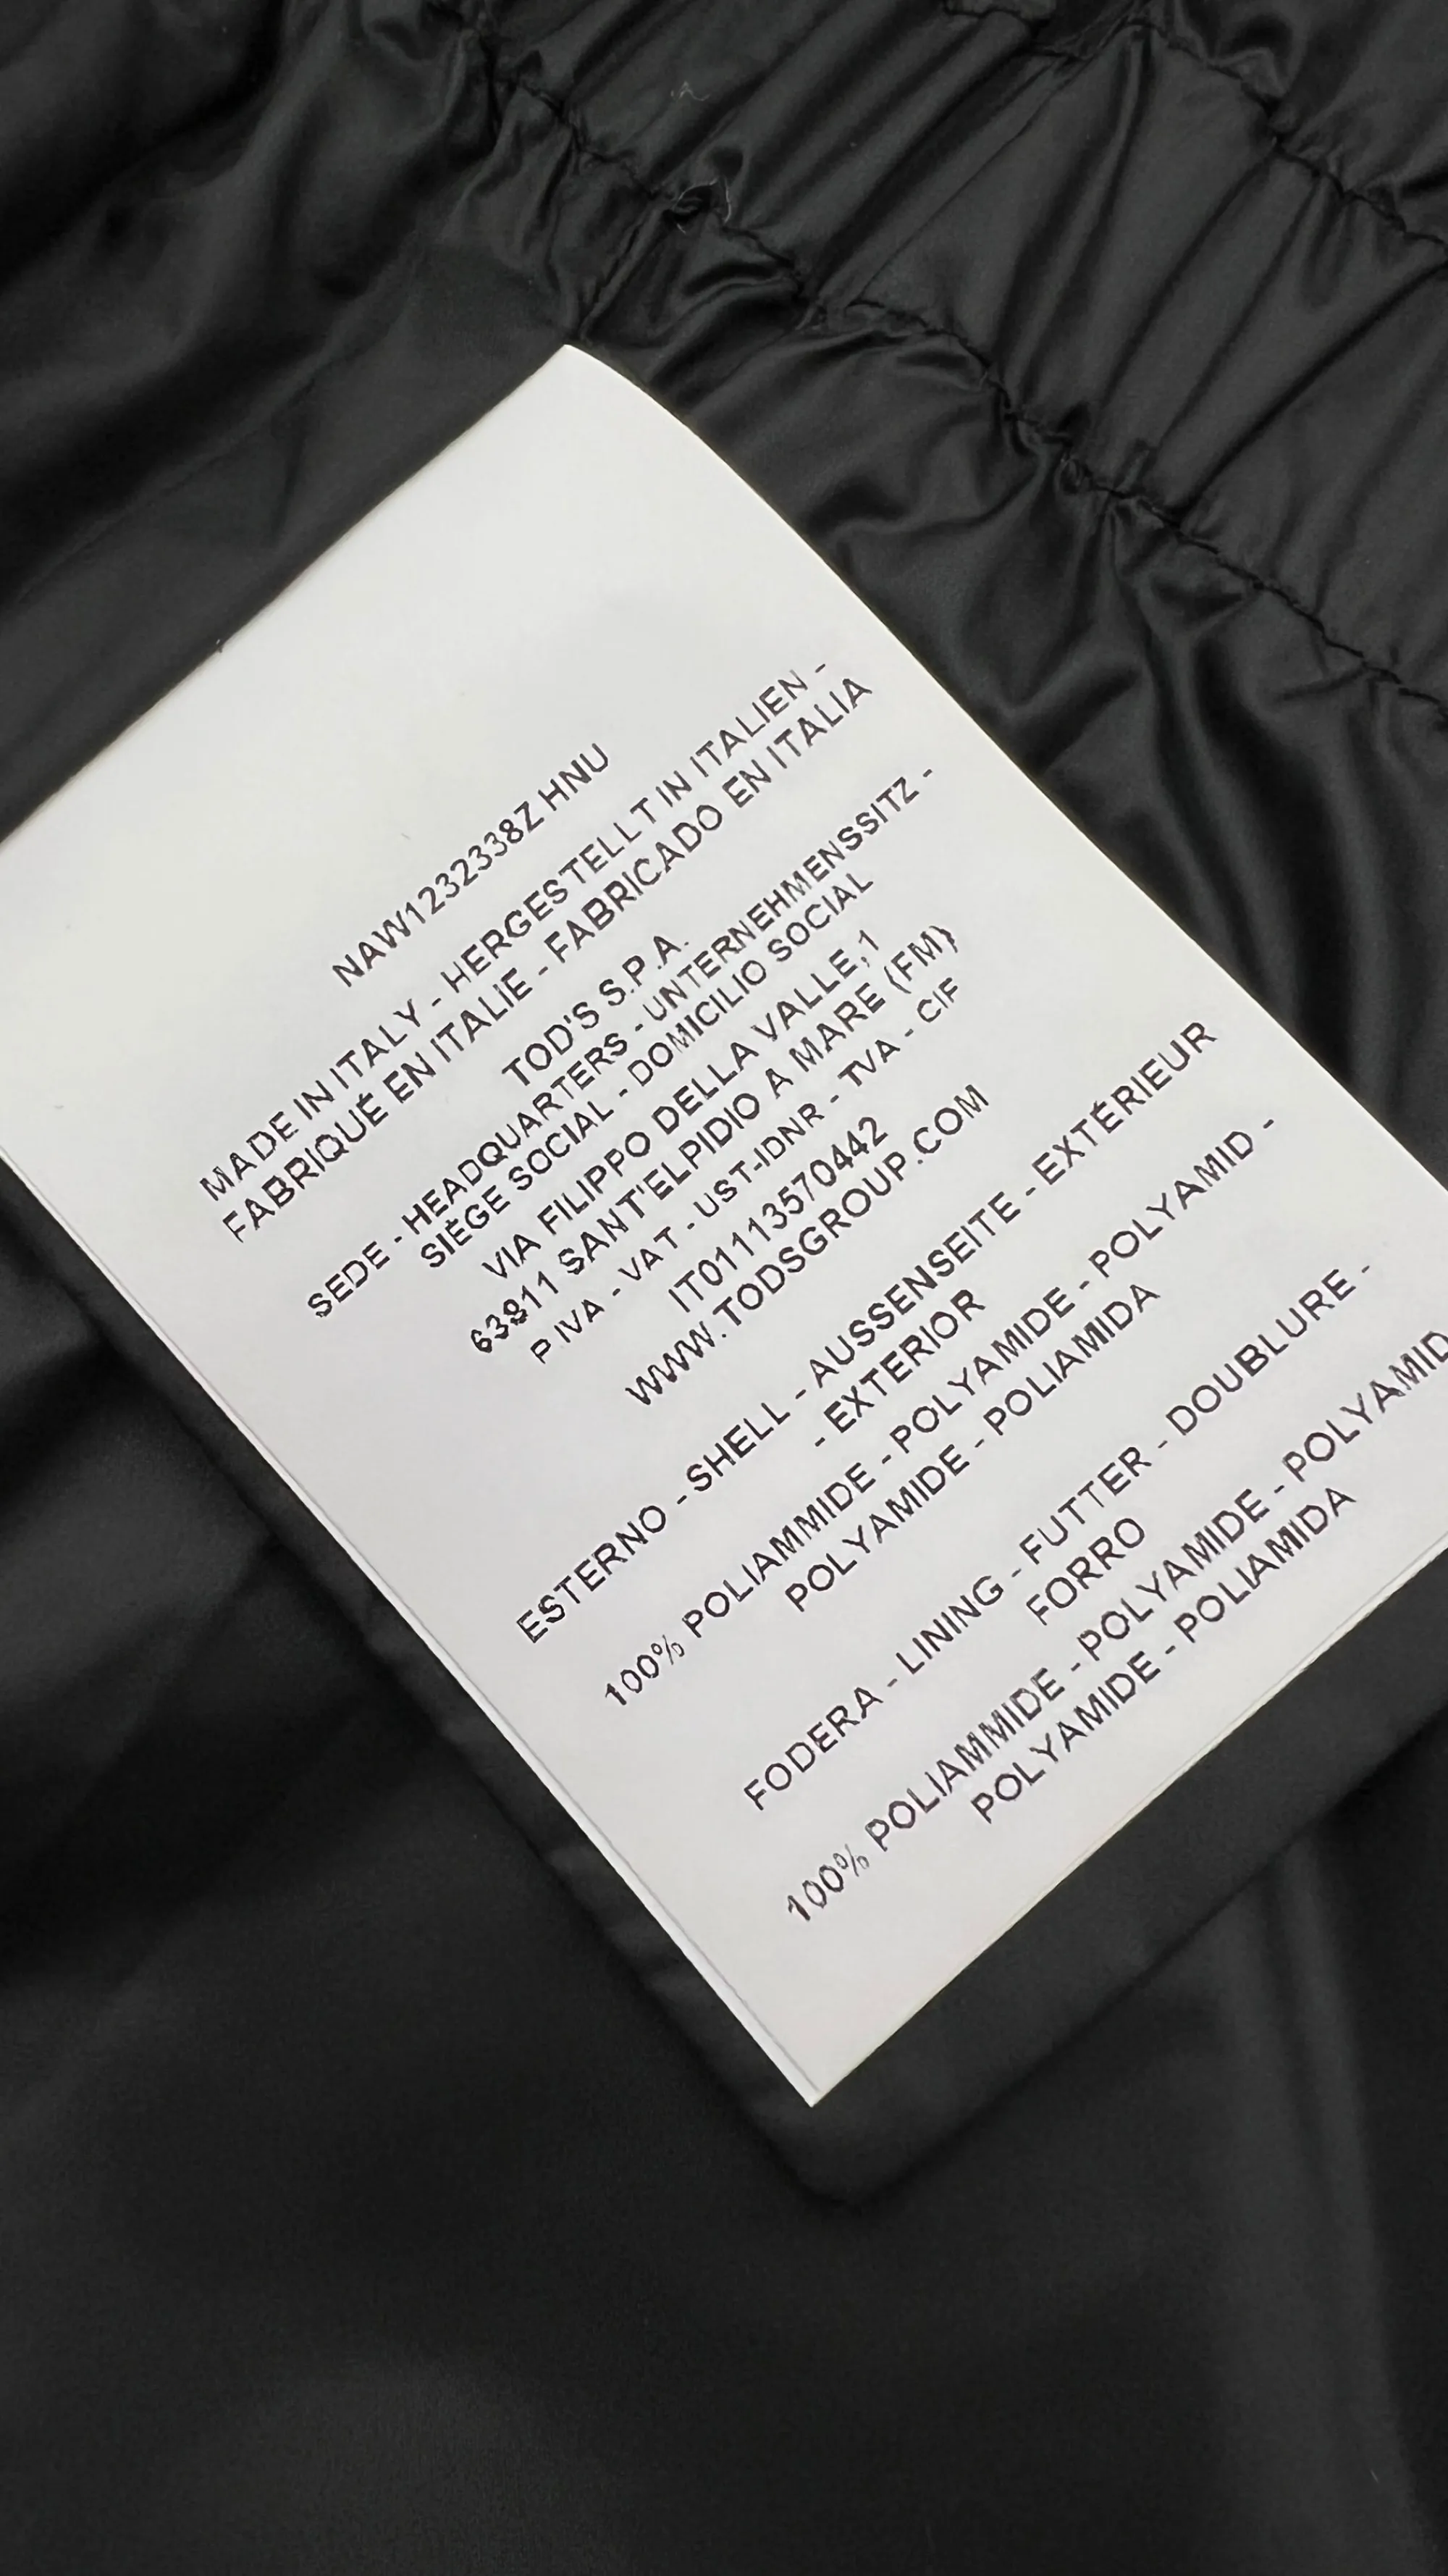 NAW1232338Z HNU
MADE IN ITALY - HERGESTELLT IN ITALIEN -
FABRIQUÉ EN ITALIE - FABRICADO EN ITALIA
TOD'S S.P.A.
SEDE - HEADQUARTERS - UNTERNEHMENSSITZ -
SIÉGE SOCIAL - DOMICILIO SOCIAL
VIA FILIPPO DELLA VALLE,1
63811 SANT'ELPIDIO A MARE (FM)
P.IVA - VAT - UST-IDNR - TVA - CIF
IT01113570442
WWW.TODSGROUP.COM
ESTERNO - SHELL - AUSSENSEITE - EXTÉRIEUR
- EXTERIOR
100% POLIAMMIDE - POLYAMIDE - POLYAMID -
POLYAMIDE - POLIAMIDA
FODERA - LINING - FUTTER - DOUBLURE -
FORRO
100% POLIAMMIDE - POLYAMIDE - POLYAMID
POLYAMIDE - POLIAMIDA